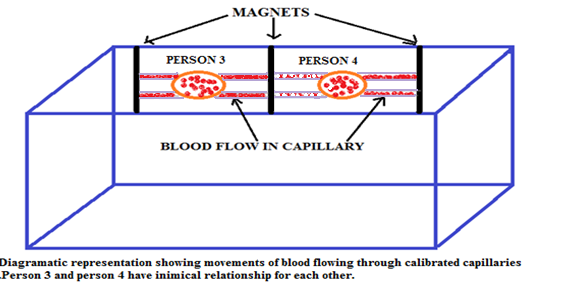 MAGNETS
PERSON 3 PERSON 4
BLOOD FLOW IN CAPILLARY
Diagramatic representation showing movements of blood flowing through calibrated capillaries
.Person 3 and person 4 have inimical relationship for each other.